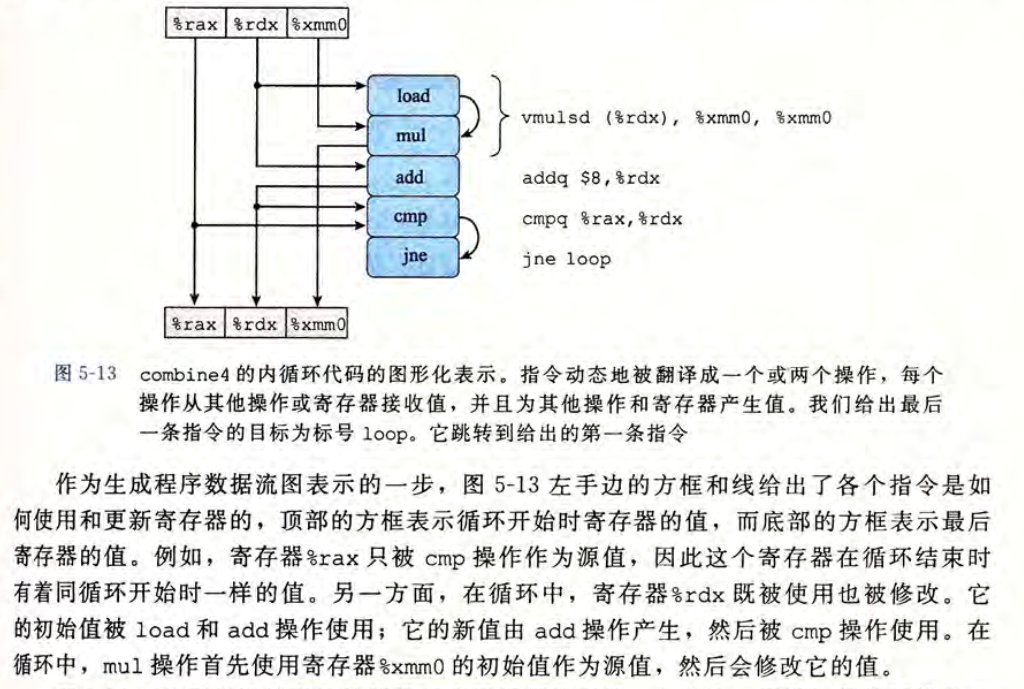 %rax %rdx %xmm0
load
mul
vmulsd (%rdx), %xmm0, %xmm0
add
addq $8,%rdx
cmp
cmpq %rax,%rdx
jne
jne loop
%rax %rdx %xmm0
图 5-13 combine4 的内循环代码的图形化表示。指令动态地被翻译成一个或两个操作，每个
操作从其他操作或寄存器接收值，并且为其他操作和寄存器产生值。我们给出最后
一条指令的目标为标号 loop。它跳转到给出的第一条指令
作为生成程序数据流图表示的一步，图 5-13 左手边的方框和线给出了各个指令是如
何使用和更新寄存器的，顶部的方框表示循环开始时寄存器的值，而底部的方框表示最后
寄存器的值。例如，寄存器%rax 只被 cmp 操作作为源值，因此这个寄存器在循环结束时
有着同循环开始时一样的值。另一方面，在循环中，寄存器%rdx 既被使用也被修改。它
的初始值被 load 和 add 操作使用；它的新值由 add 操作产生，然后被 cmp 操作使用。在
循环中，mul 操作首先使用寄存器%xmm0 的初始值作为源值，然后会修改它的值。